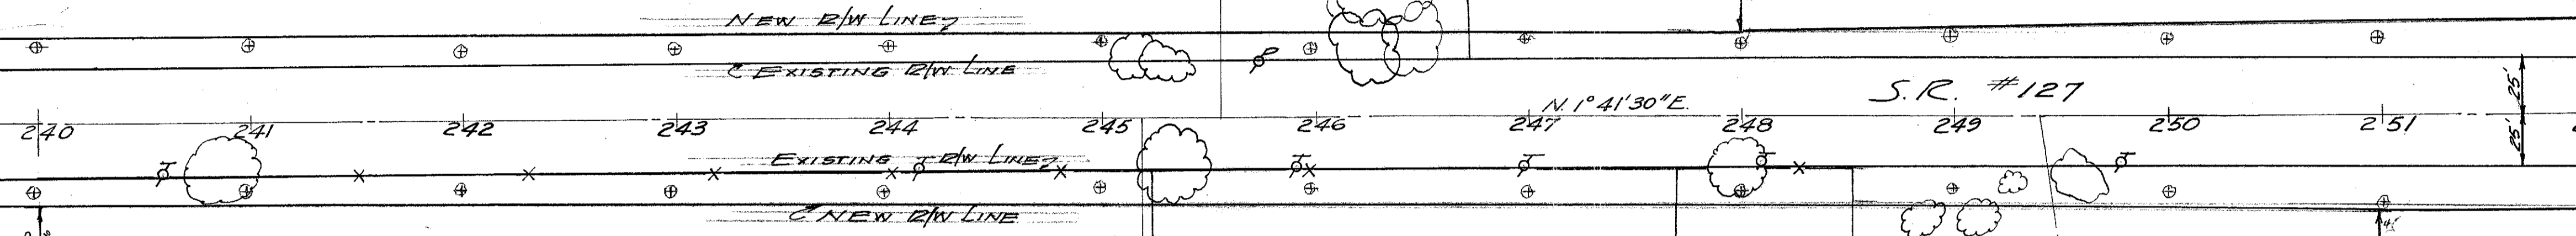 NEW R/W LINE
EXISTING R/W LINE
S.R. #127
N. 1° 41' 30" E.
25'
240 241 242 243 244 245 246 247 248 249 250 251
25'
EXISTING R/W LINE
NEW R/W LINE